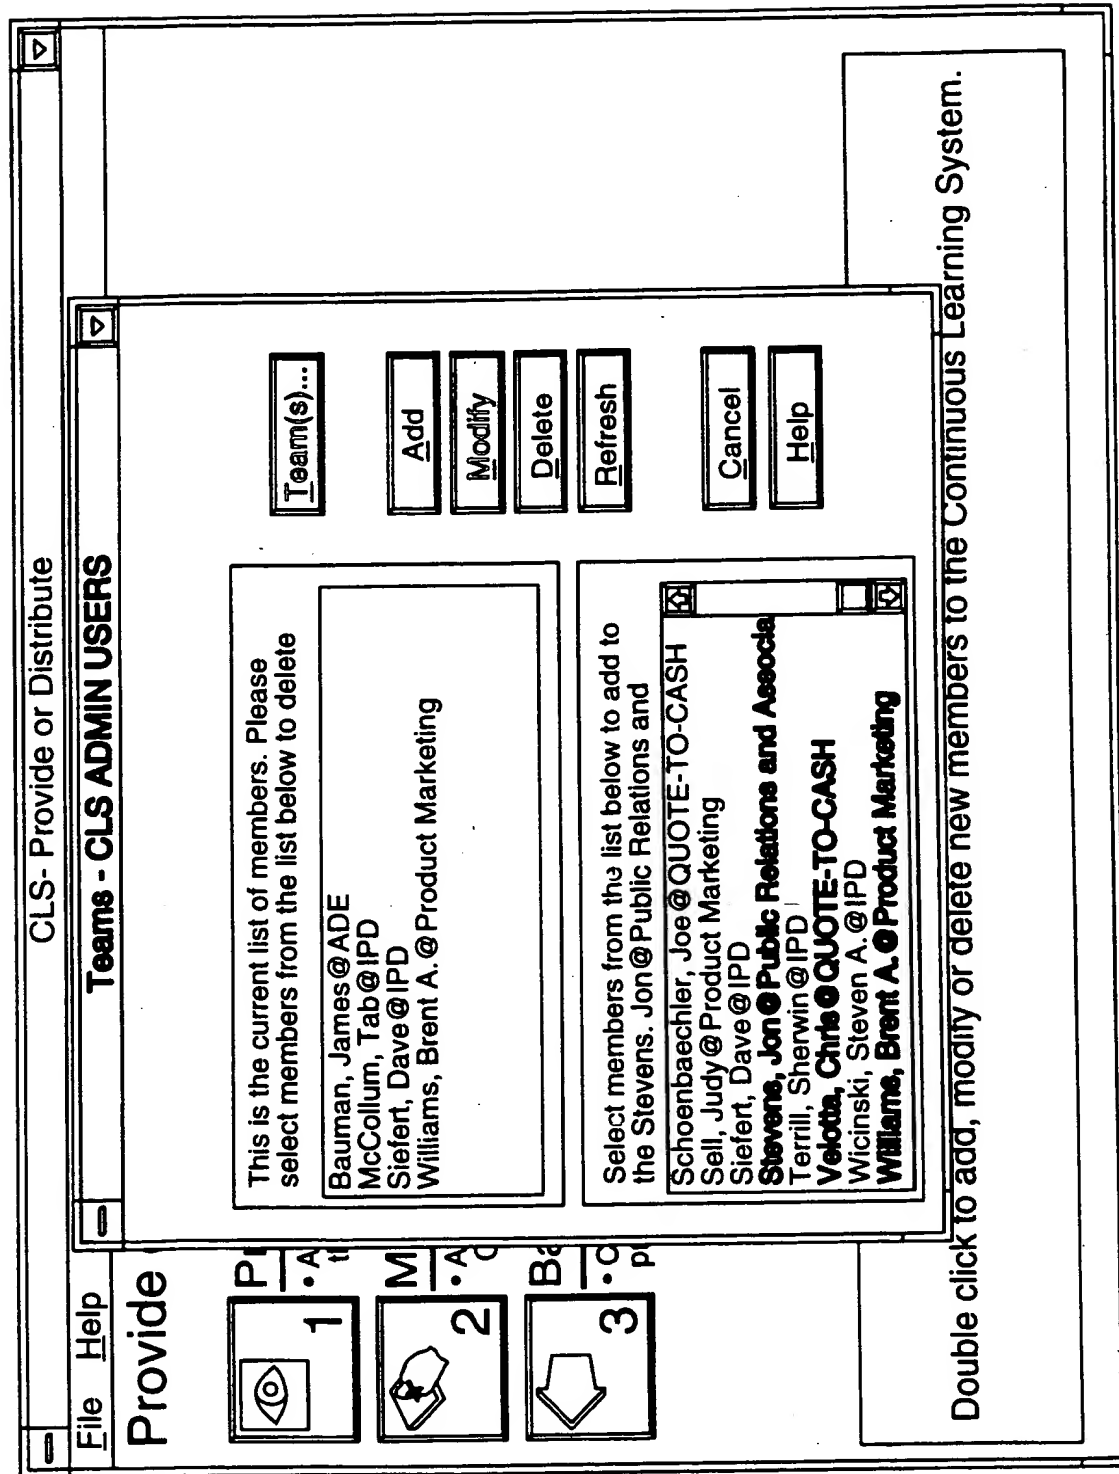 CLS- Provide or Distribute
File Help
Teams - CLS ADMIN USERS
Provide
1
2
3
• A
• A
Ba
• C
This is the current list of members. Please
select members from the list below to delete
Bauman, James@ADE
McCollum, Tab@IPD
Siefert, Dave@IPD
Williams, Brent A.@Product Marketing
Select members from the list below to add to
the Stevens. Jon@Public Relations and
Schoenbaechler, Joe@QUOTE-TO-CASH
Sell, Judy@Product Marketing
Siefert, Dave@IPD
Stevens, Jon@Public Relations and Associa
Terrill, Sherwin@IPD
Velotta, Chris@QUOTE-TO-CASH
Wicinski, Steven A.@IPD
Williams, Brent A.@Product Marketing
Team(s)...
Add
Modify
Delete
Refresh
Cancel
Help
Double click to add, modify or delete new members to the Continuous Learning System.